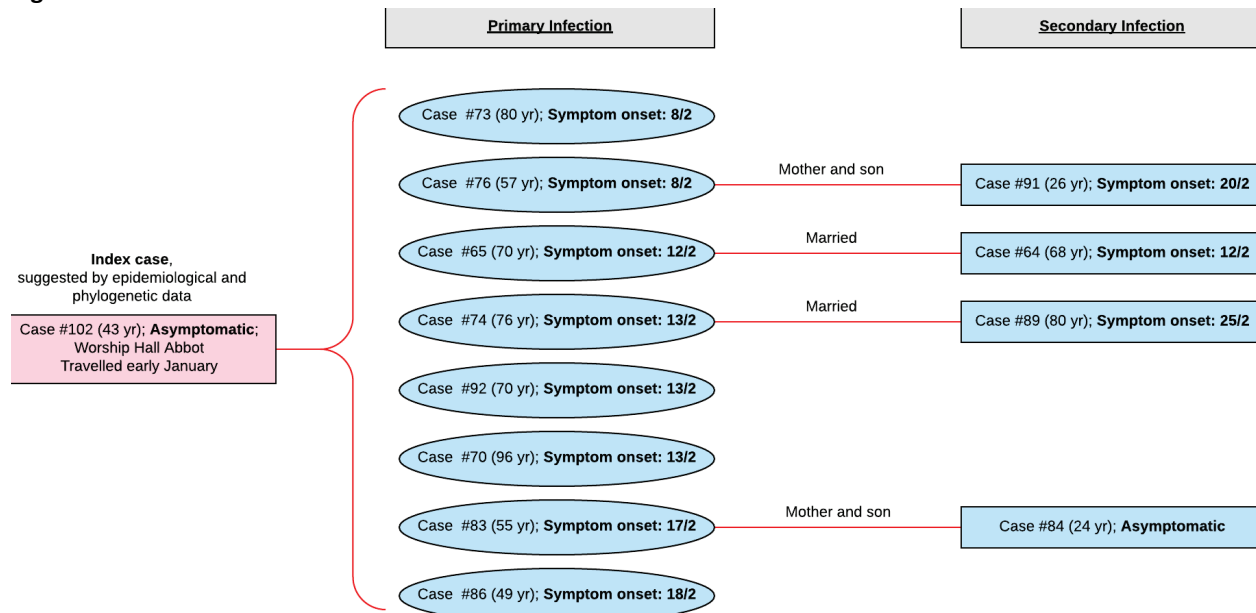 Primary Infection
Secondary Infection
Case #73 (80 yr); Symptom onset: 8/2
Case #76 (57 yr); Symptom onset: 8/2
Mother and son
Case #91 (26 yr); Symptom onset: 20/2
Case #65 (70 yr); Symptom onset: 12/2
Married
Case #64 (68 yr); Symptom onset: 12/2
Index case,
suggested by epidemiological and
phylogenetic data
Case #102 (43 yr); Asymptomatic;
Worship Hall Abbot
Travelled early January
Case #74 (76 yr); Symptom onset: 13/2
Married
Case #89 (80 yr); Symptom onset: 25/2
Case #92 (70 yr); Symptom onset: 13/2
Case #70 (96 yr); Symptom onset: 13/2
Case #83 (55 yr); Symptom onset: 17/2
Mother and son
Case #84 (24 yr); Asymptomatic
Case #86 (49 yr); Symptom onset: 18/2